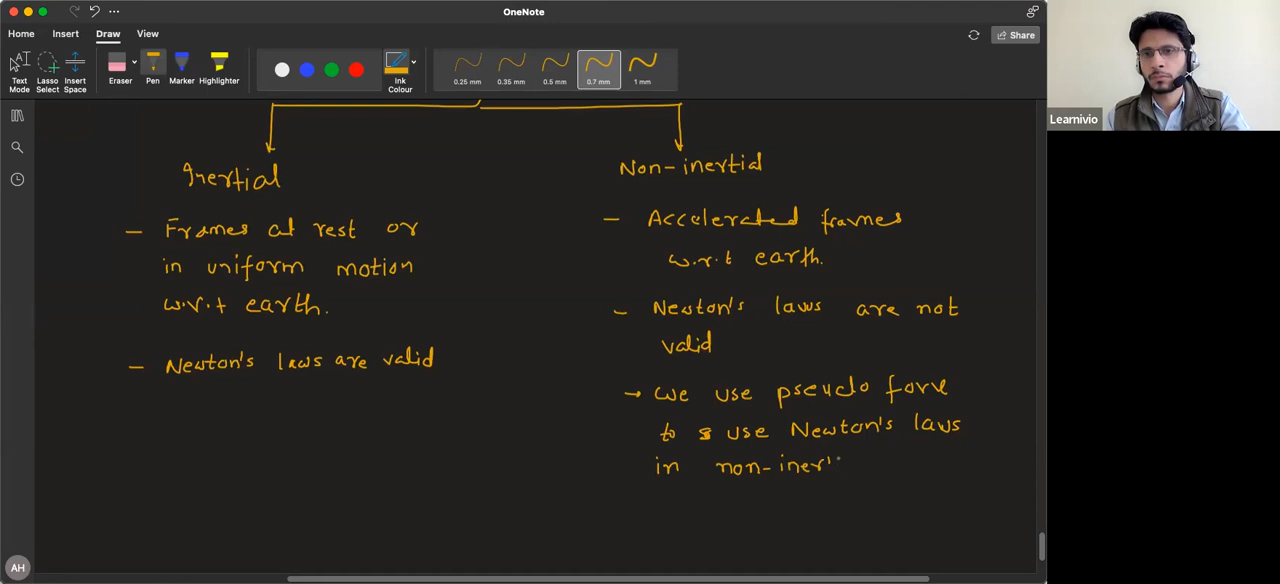 OneNote
Home Insert Draw View
Share
Text Mode
Lasso Select
Insert Space
Eraser
Pen
Marker
Highlighter
Ink Colour
0.25 mm
0.35 mm
0.5 mm
0.7 mm
1 mm
Learnivio
Inertial
- Frames at rest or
in uniform motion
w.r.t earth.
- Newton's laws are valid
Non-inertial
- Accelerated frames
w.r.t earth.
- Newton's laws are not
valid
→ we use pseudo force
to use Newton's laws
in non-iner
AH